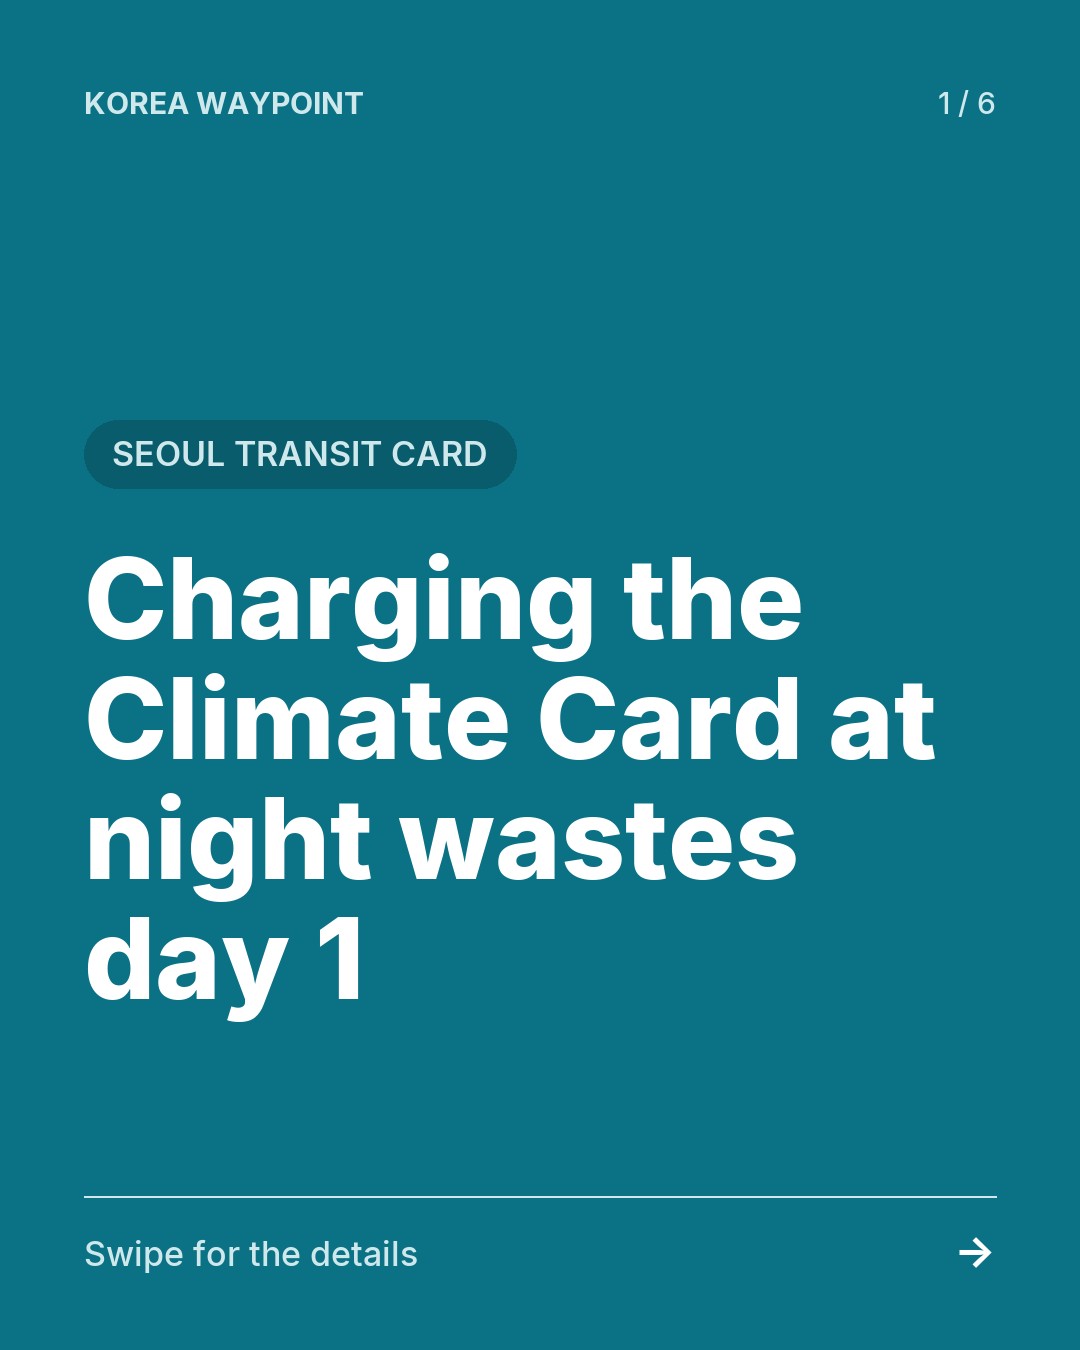 KOREA WAYPOINT
1 / 6
SEOUL TRANSIT CARD
Charging the
Climate Card at
night wastes
day 1
Swipe for the details
→